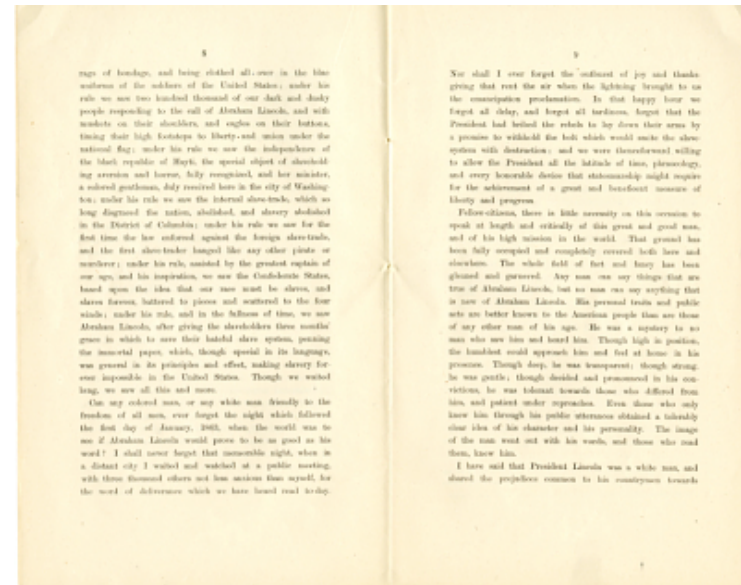 8
rage of bondage, and being clothed all over in the blue
uniforms of the soldiers of the United States; under his
rule we saw two hundred thousand of our dark and dusky
people responding to the call of Abraham Lincoln, and with
muskets on their shoulders, and eagles on their buttons,
timing their high footsteps to liberty and union under the
national flag; under his rule we saw the independence of
the black republic of Hayti, the special object of slavehold-
ing aversion and horror, fully recognized, and her minister,
a colored gentleman, duly received here in the city of Washing-
ton; under his rule we saw the internal slave-trade, which so
long disgraced the nation, abolished, and slavery abolished
in the District of Columbia; under his rule we saw for the
first time the law enforced against the foreign slave-trade,
and the first slave-trader hanged like any other pirate or
murderer; under his rule, assisted by the greatest captain of
our age, and his inspiration, we saw the Confederate States,
based upon the idea that our race must be slaves, and
slaves forever, battered to pieces and scattered to the four
winds; under his rule, and in the fullness of time, we saw
Abraham Lincoln, after giving the slaveholders three months'
grace in which to save their hateful slave system, penning
the immortal paper, which, though special in its language,
was general in its principles and effect, making slavery for-
ever impossible in the United States. Though we waited
long, we saw all this and more.
Can any colored man, or any white man friendly to the
freedom of all men, ever forget the night which followed
the first day of January, 1863, when the world was to
see if Abraham Lincoln would prove to be as good as his
word? I shall never forget that memorable night, when in
a distant city I waited and watched at a public meeting,
with three thousand others not less anxious than myself, for
the word of deliverance which we have heard read to-day.
9
Nor shall I ever forget the outburst of joy and thanks-
giving that rent the air when the lightning brought to us
the emancipation proclamation. In that happy hour we
forgot all delay, and forgot all tardiness, forgot that the
President had bribed the rebels to lay down their arms by
a promise to withhold the bolt which would smite the slave-
system with destruction; and we were thenceforward willing
to allow the President all the latitude of time, phraseology,
and every honorable device that statesmanship might require
for the achievement of a great and beneficent measure of
liberty and progress.
Fellow-citizens, there is little necessity on this occasion to
speak at length and critically of this great and good man,
and of his high mission in the world. That ground has
been fully occupied and completely covered both here and
elsewhere. The whole field of fact and fancy has been
gleaned and garnered. Any man can say things that are
true of Abraham Lincoln, but no man can say anything that
is new of Abraham Lincoln. His personal traits and public
acts are better known to the American people than are those
of any other man of his age. He was a mystery to no
man who saw him and heard him. Though high in position,
the humblest could approach him and feel at home in his
presence. Though deep, he was transparent; though strong,
he was gentle; though decided and pronounced in his con-
victions, he was tolerant towards those who differed from
him, and patient under reproaches. Even those who only
knew him through his public utterances obtained a tolerably
clear idea of his character and his personality. The image
of the man went out with his words, and those who read
them, knew him.
I have said that President Lincoln was a white man, and
shared the prejudices common to his countrymen towards